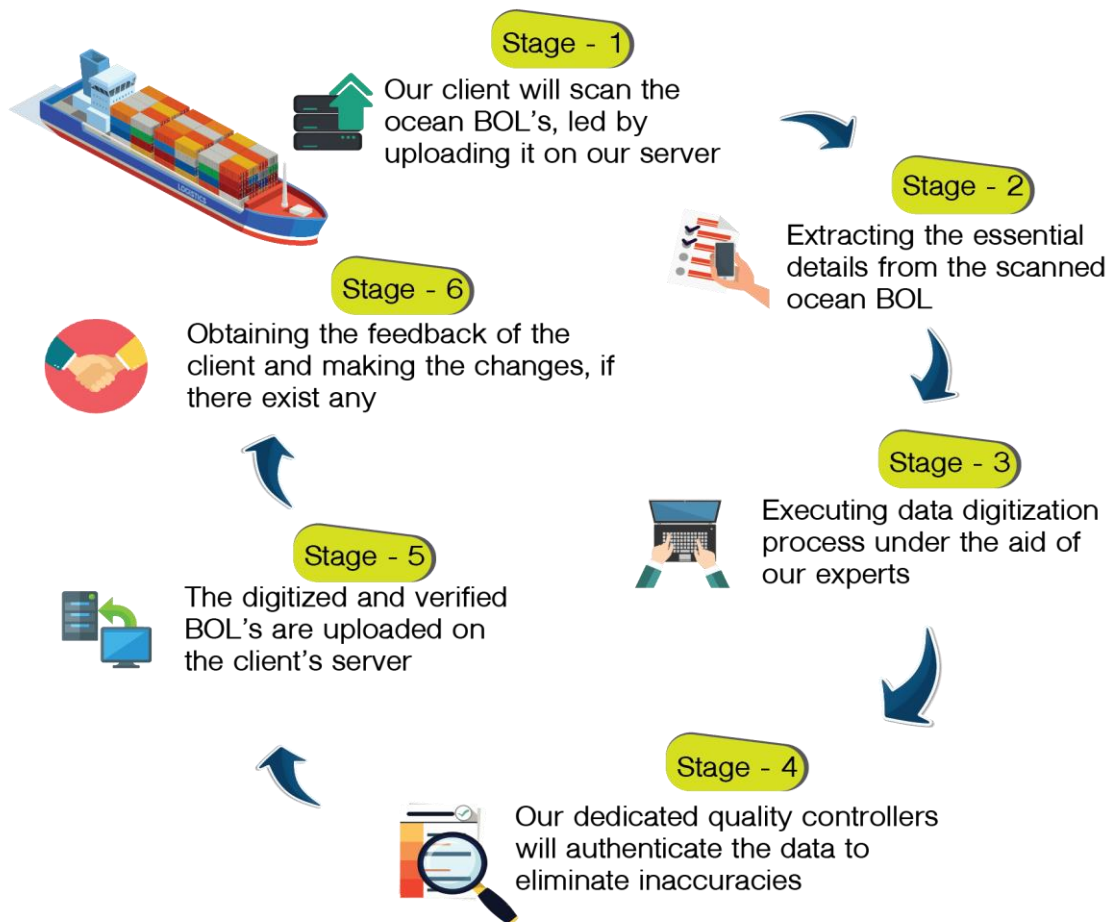 Stage - 1
Our client will scan the
ocean BOL's, led by
uploading it on our server
Stage - 2
Extracting the essential
details from the scanned
ocean BOL
Stage - 3
Executing data digitization
process under the aid of
our experts
Stage - 4
Our dedicated quality controllers
will authenticate the data to
eliminate inaccuracies
Stage - 5
The digitized and verified
BOL's are uploaded on
the client's server
Stage - 6
Obtaining the feedback of the
client and making the changes, if
there exist any
LOGISTICS